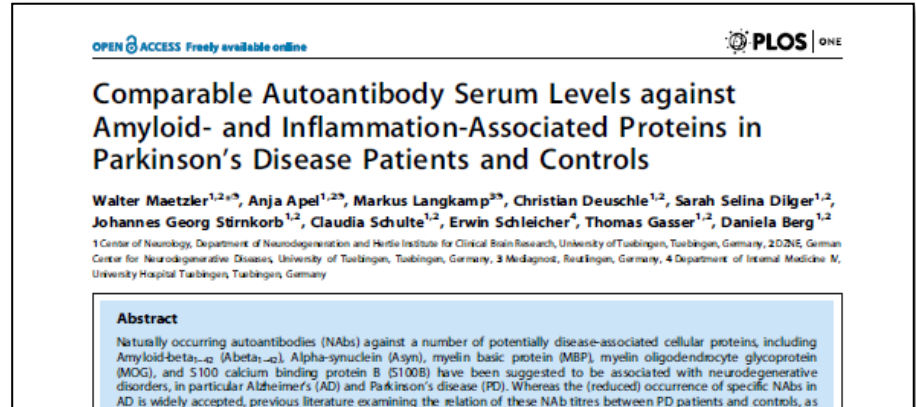 OPEN ACCESS Freely available online
PLOS ONE
Comparable Autoantibody Serum Levels against
Amyloid- and Inflammation-Associated Proteins in
Parkinson's Disease Patients and Controls
Walter Maetzler1,2*9, Anja Apel1,29, Markus Langkamp39, Christian Deuschle1,2, Sarah Selina Dilger1,2,
Johannes Georg Stirnkorb1,2, Claudia Schulte1,2, Erwin Schleicher4, Thomas Gasser1,2, Daniela Berg1,2
1 Center of Neurology, Department of Neurodegeneration and Hertie Institute for Clinical Brain Research, University of Tuebingen, Tuebingen, Germany, 2 DZNE, German
Center for Neurodegenerative Diseases, University of Tuebingen, Tuebingen, Germany, 3 Mediagnost, Reutlingen, Germany, 4 Department of Internal Medicine IV,
University Hospital Tuebingen, Tuebingen, Germany
Abstract
Naturally occurring autoantibodies (NAbs) against a number of potentially disease-associated cellular proteins, including
Amyloid-beta1–42 (Abeta1–42), Alpha-synuclein (Asyn), myelin basic protein (MBP), myelin oligodendrocyte glycoprotein
(MOG), and S100 calcium binding protein B (S100B) have been suggested to be associated with neurodegenerative
disorders, in particular Alzheimer's (AD) and Parkinson's disease (PD). Whereas the (reduced) occurrence of specific NAbs in
AD is widely accepted, previous literature examining the relation of these NAb titres between PD patients and controls, as